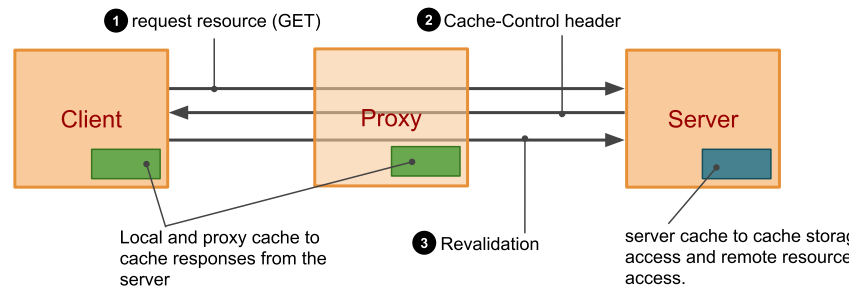 1 request resource (GET)
2 Cache-Control header
Client
Proxy
Server
Local and proxy cache to
cache responses from the
server
3 Revalidation
server cache to cache storag
access and remote resource
access.